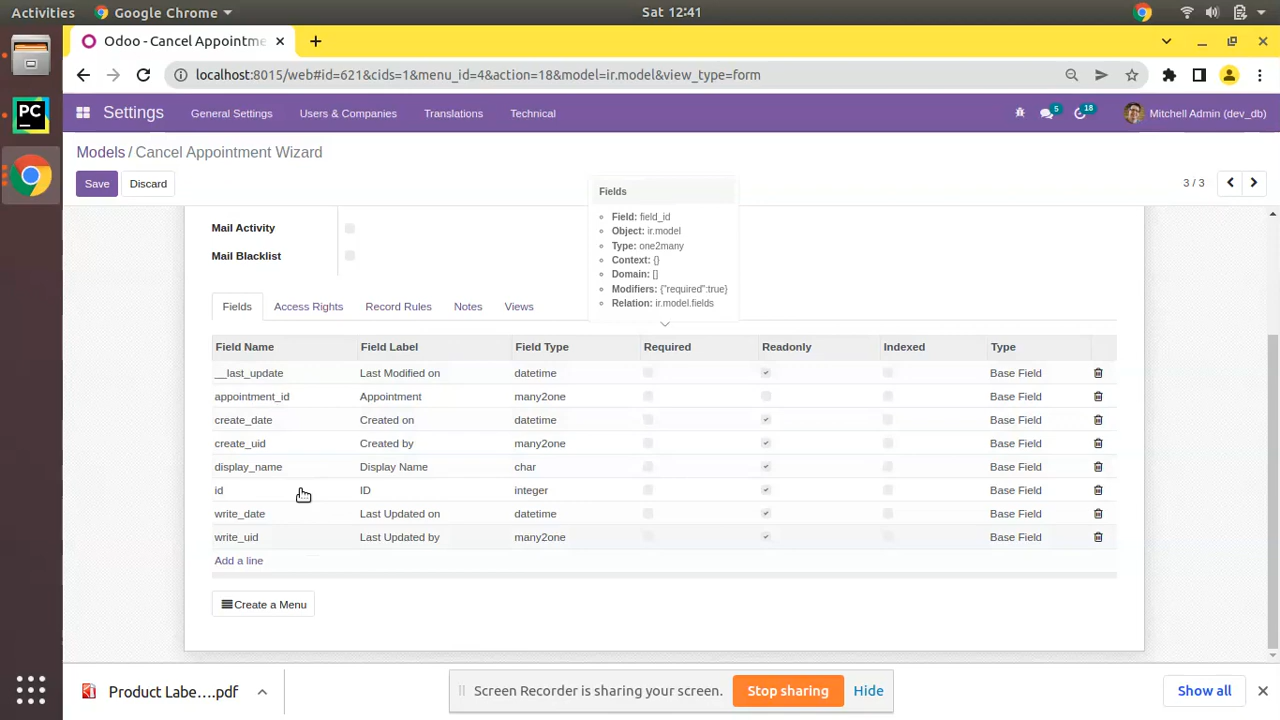 Activities
Google Chrome
Sat 12:41
Odoo - Cancel Appointme
localhost:8015/web#id=621&cids=1&menu_id=4&action=18&model=ir.model&view_type=form
PC
Settings
General Settings
Users & Companies
Translations
Technical
5
18
Mitchell Admin (dev_db)
Models / Cancel Appointment Wizard
Save
Discard
3 / 3
Fields
Field: field_id
Object: ir.model
Type: one2many
Context: {}
Domain: []
Modifiers: {"required":true}
Relation: ir.model.fields
Mail Activity
Mail Blacklist
Fields
Access Rights
Record Rules
Notes
Views
Field Name Field Label Field Type Required Readonly Indexed Type
__last_update Last Modified on datetime Base Field
appointment_id Appointment many2one Base Field
create_date Created on datetime Base Field
create_uid Created by many2one Base Field
display_name Display Name char Base Field
id ID integer Base Field
write_date Last Updated on datetime Base Field
write_uid Last Updated by many2one Base Field
Add a line
Create a Menu
Product Labe....pdf
Screen Recorder is sharing your screen.
Stop sharing
Hide
Show all